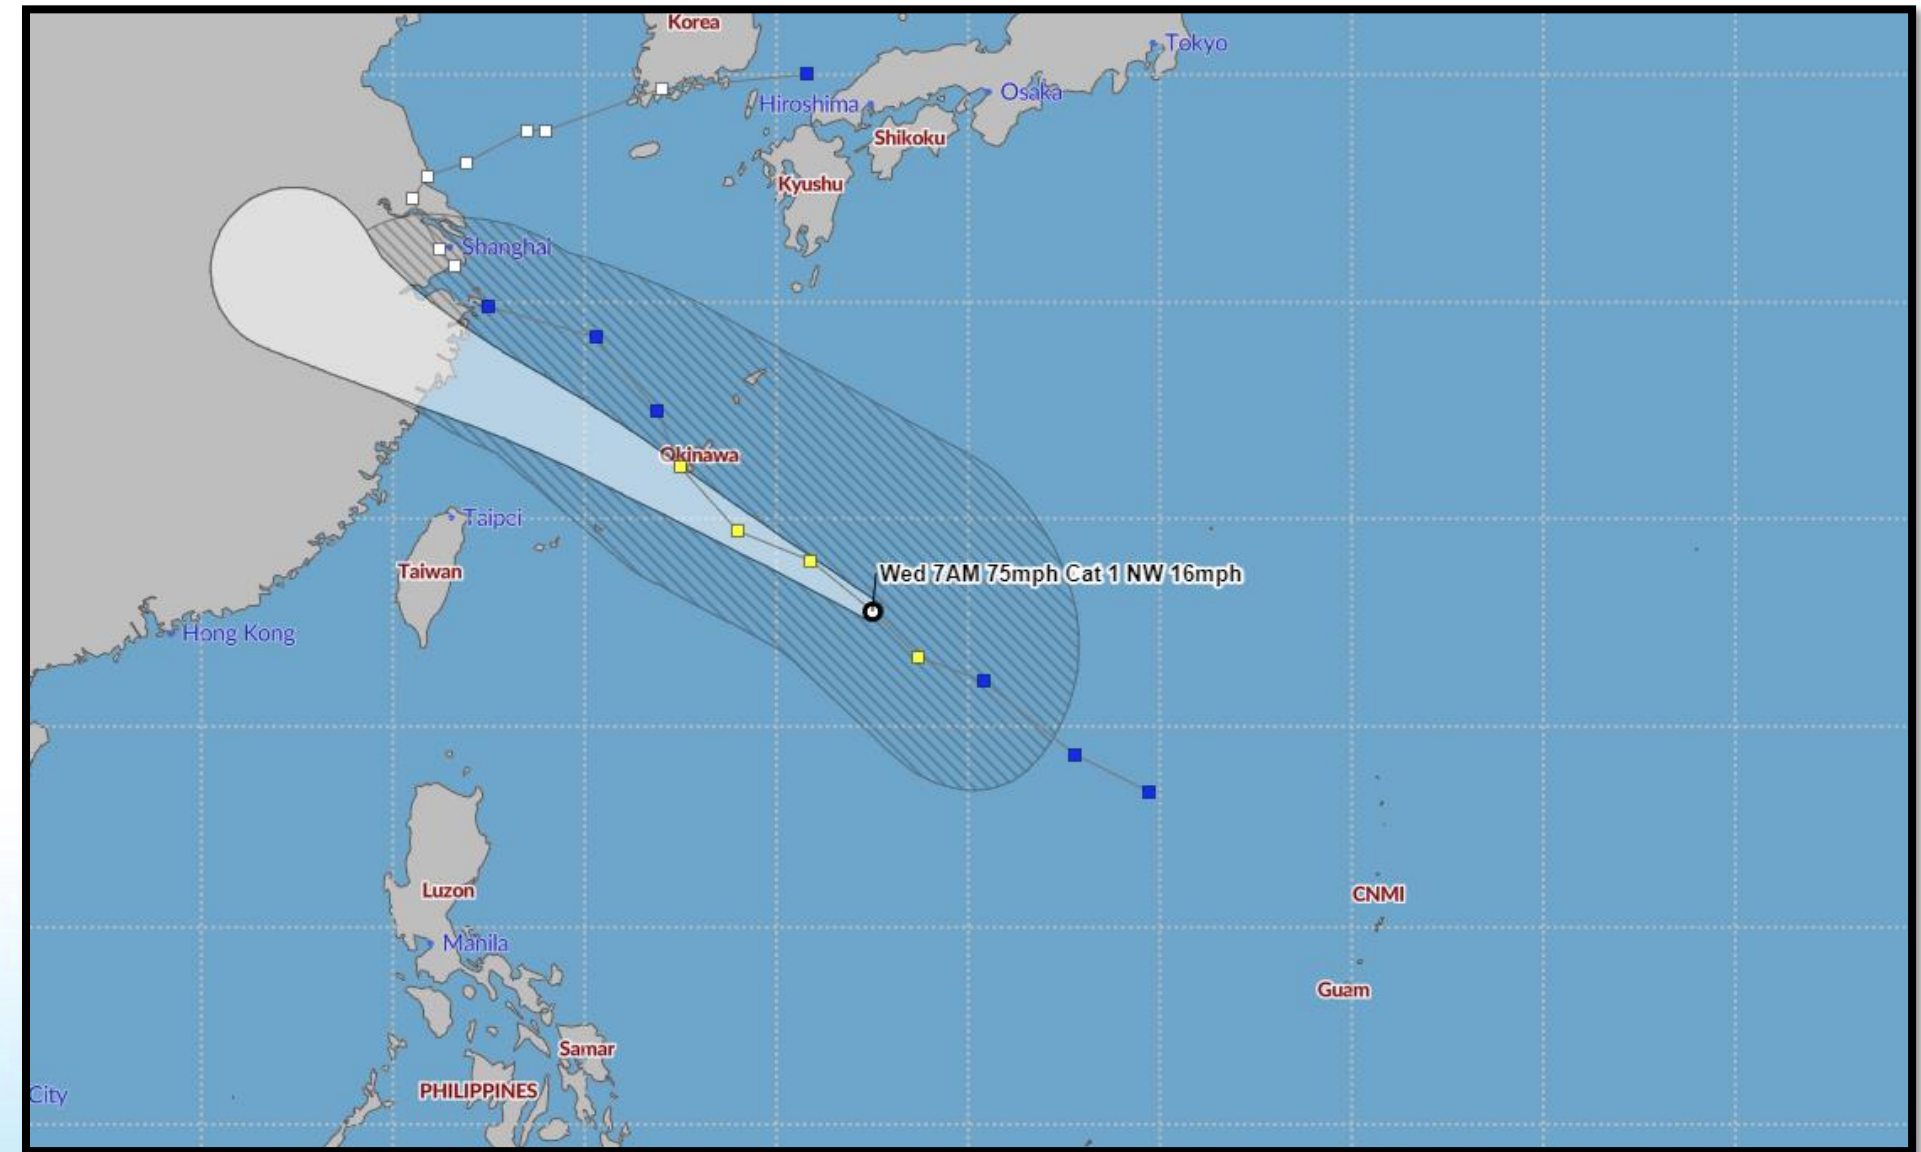 Korea
Tokyo
Osaka
Hiroshima
Shikoku
Kyushu
Shanghai
Okinawa
Taipei
Taiwan
Wed 7AM 75mph Cat 1 NW 16mph
Hong Kong
Luzon
CNMI
Manila
Guam
Samar
PHILIPPINES
City